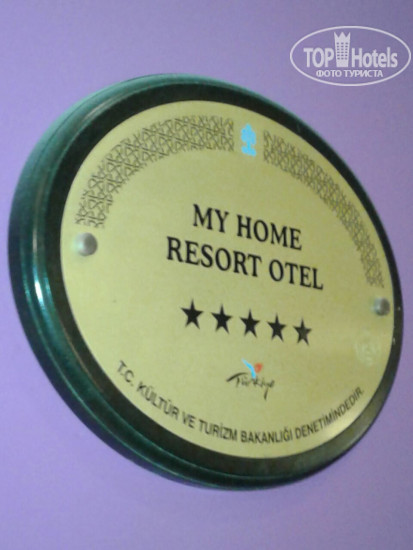 TOP Hotels
ФОТО ТУРИСТА
MY HOME
RESORT OTEL
Türkiye
T.C. KÜLTÜR VE TURİZM BAKANLIĞI DENETİMİNDEDİR.